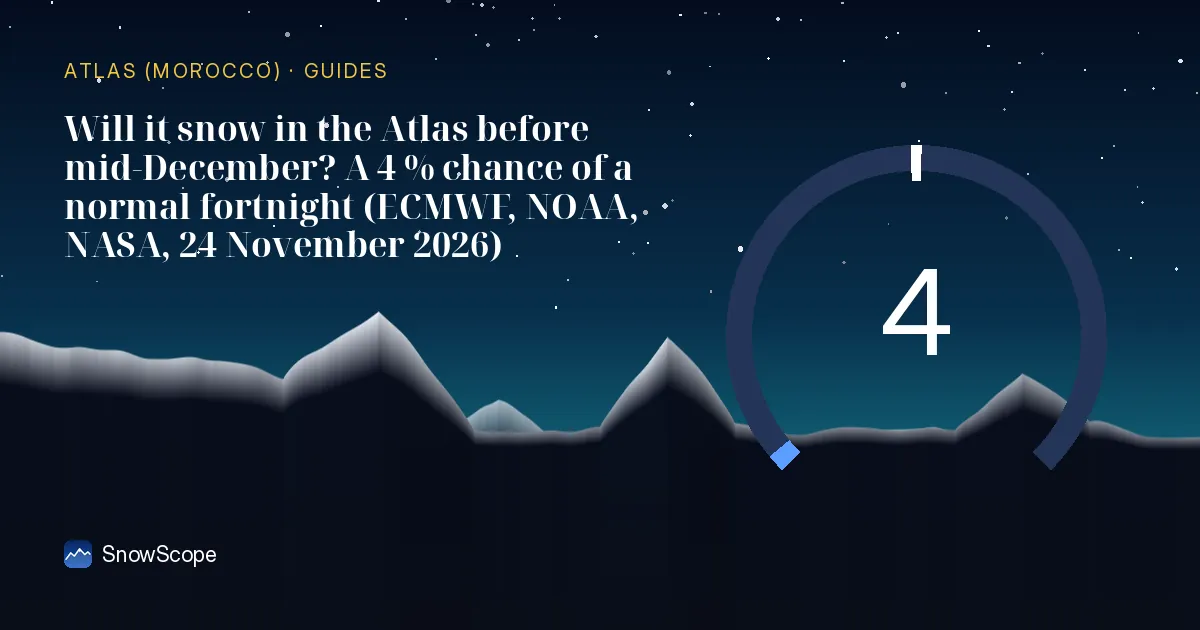 ATLAS (MOROCCO) · GUIDES
Will it snow in the Atlas before
mid-December? A 4 % chance of a
normal fortnight (ECMWF, NOAA,
NASA, 24 November 2026)
4
SnowScope